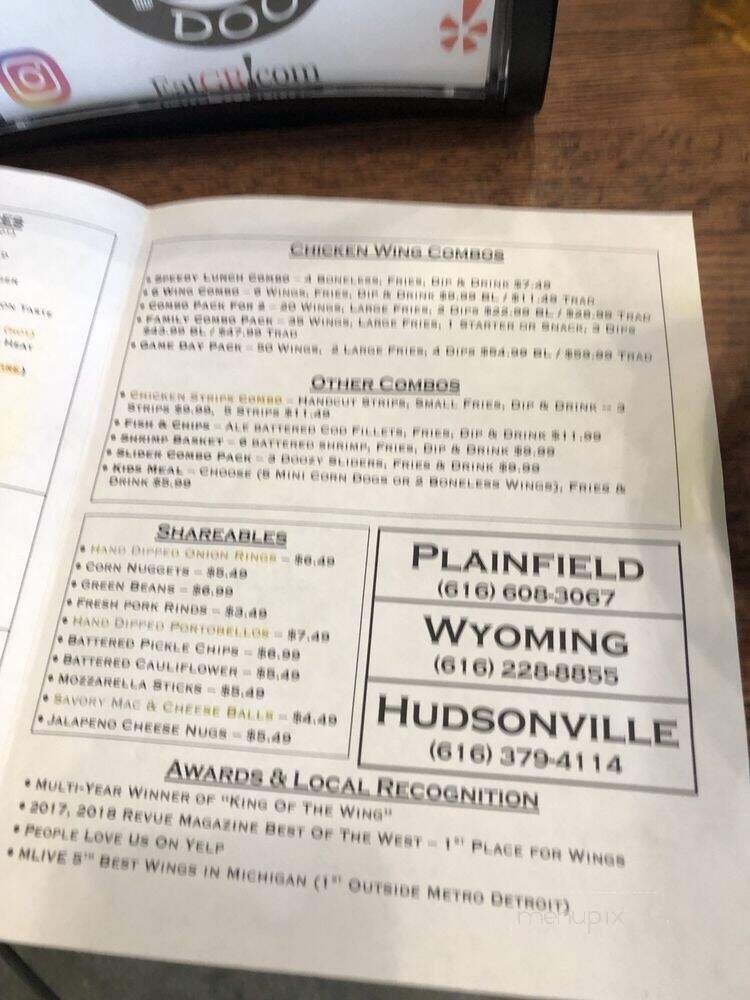 DOG
EatGR!com
CHICKEN WING COMBOS
• SPEEDY LUNCH COMBO – 4 BONELESS, FRIES, DIP & DRINK $7.49
• 6 WING COMBO – 6 WINGS, FRIES, DIP & DRINK $9.99 BL / $11.49 TRAD
• COMBO PACK FOR 2 – 20 WINGS, LARGE FRIES, 2 DIPS $22.99 BL / $26.99 TRAD
• FAMILY COMBO PACK – 35 WINGS, LARGE FRIES, 1 STARTER OR SNACK, 3 DIPS
$43.99 BL / $47.99 TRAD
• GAME DAY PACK – 50 WINGS, 2 LARGE FRIES, 4 DIPS $54.99 BL / $59.99 TRAD
OTHER COMBOS
• CHICKEN STRIPS COMBO – HANDCUT STRIPS, SMALL FRIES, DIP & DRINK – 3
STRIPS $9.99, 5 STRIPS $11.49
• FISH & CHIPS – ALE BATTERED COD FILLETS, FRIES, DIP & DRINK $11.99
• SHRIMP BASKET – 6 BATTERED SHRIMP, FRIES, DIP & DRINK $9.99
• SLIDER COMBO PACK – 3 DOOZY SLIDERS, FRIES & DRINK $9.99
• KIDS MEAL – CHOOSE (5 MINI CORN DOGS OR 2 BONELESS WINGS), FRIES &
DRINK $5.99
SHAREABLES
• HAND DIPPED ONION RINGS – $6.49
• CORN NUGGETS – $5.49
• GREEN BEANS – $6.99
• FRESH PORK RINDS – $3.49
• HAND DIPPED PORTOBELLOS – $7.49
• BATTERED PICKLE CHIPS – $6.99
• BATTERED CAULIFLOWER – $5.49
• MOZZARELLA STICKS – $5.49
• SAVORY MAC & CHEESE BALLS – $4.49
• JALAPENO CHEESE NUGS – $5.49
PLAINFIELD
(616) 608-3067
WYOMING
(616) 228-8855
HUDSONVILLE
(616) 379-4114
AWARDS & LOCAL RECOGNITION
• MULTI-YEAR WINNER OF "KING OF THE WING"
• 2017, 2018 REVUE MAGAZINE BEST OF THE WEST – 1ST PLACE FOR WINGS
• PEOPLE LOVE US ON YELP
• MLIVE 5TH BEST WINGS IN MICHIGAN (1ST OUTSIDE METRO DETROIT)
menupix